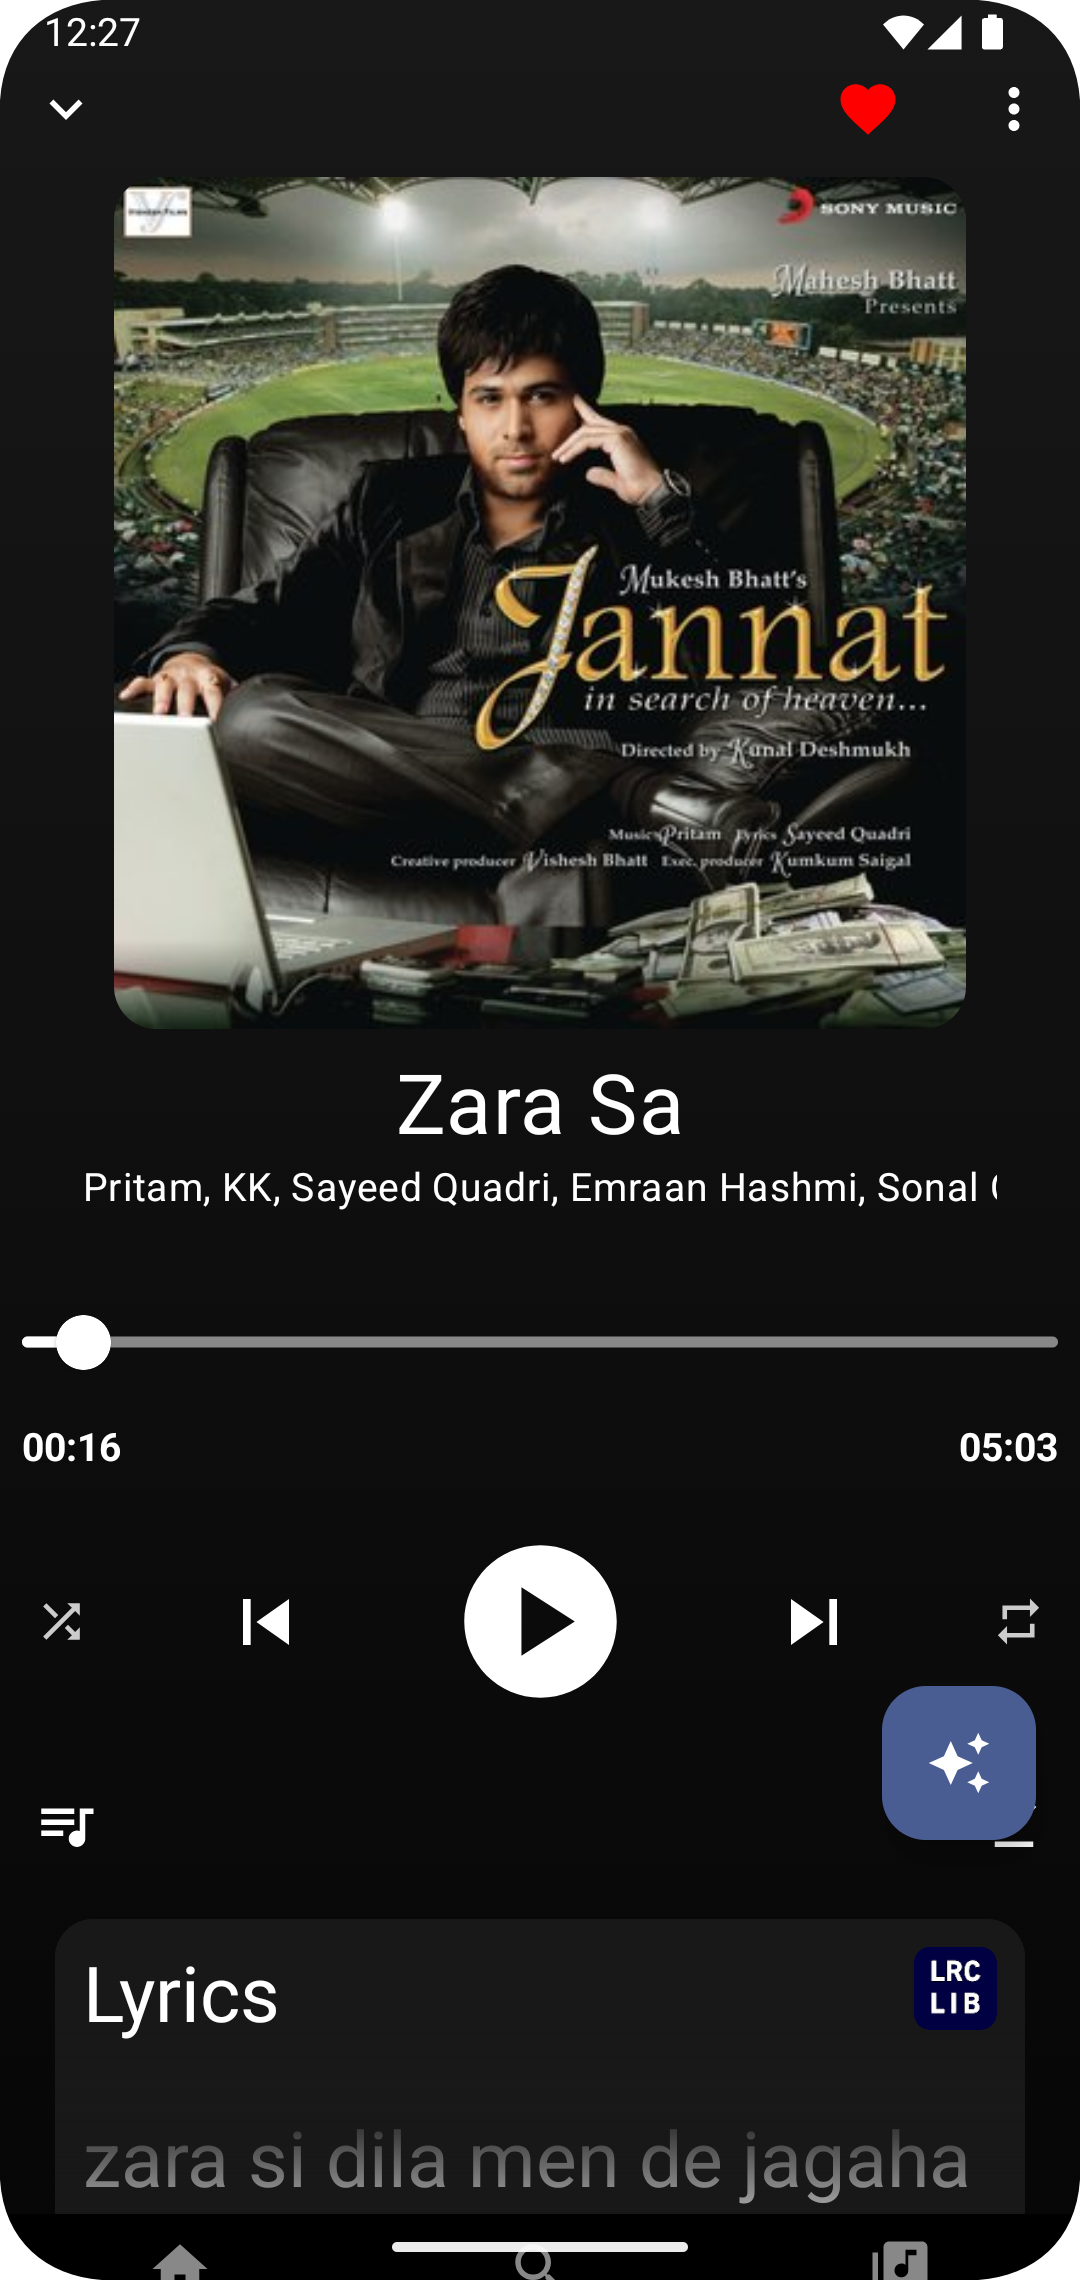 12:27
VISHESH FILMS
SONY MUSIC
Mahesh Bhatt
Presents
Mukesh Bhatt's
Jannat
in search of heaven...
Directed by Kunal Deshmukh
Music Pritam Lyrics Sayeed Quadri
Creative producer Vishesh Bhatt Exec. producer Kumkum Saigal
Zara Sa
Pritam, KK, Sayeed Quadri, Emraan Hashmi, Sonal
00:16
05:03
Lyrics
LRC
LIB
zara si dila men de jagaha